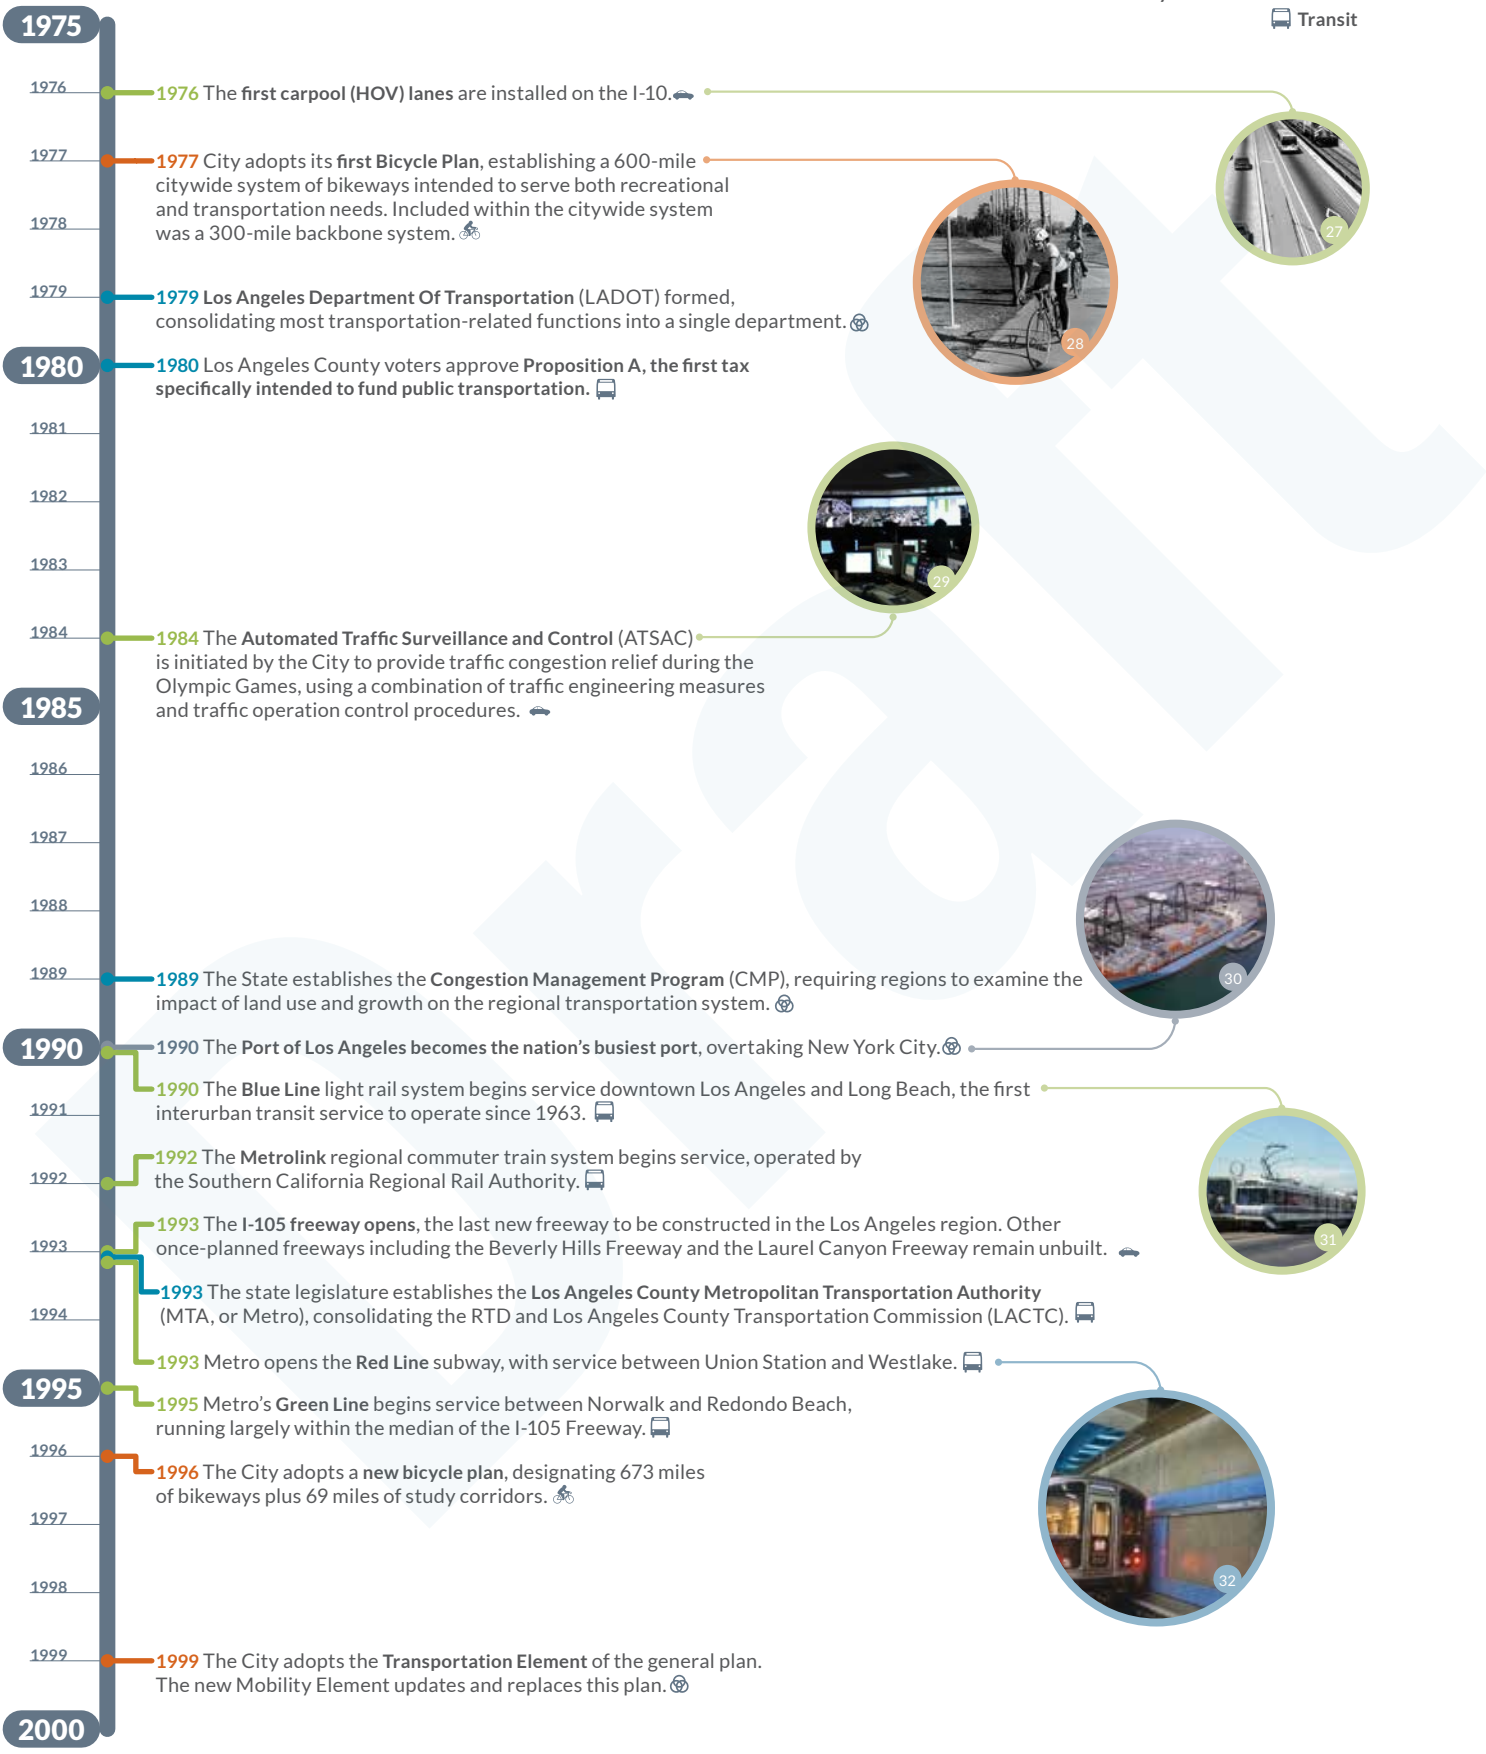 Transit
1975
1976
1976 The first carpool (HOV) lanes are installed on the I-10.
27
1977
1977 City adopts its first Bicycle Plan, establishing a 600-mile
citywide system of bikeways intended to serve both recreational
and transportation needs. Included within the citywide system
was a 300-mile backbone system.
1978
28
1979
1979 Los Angeles Department Of Transportation (LADOT) formed,
consolidating most transportation-related functions into a single department.
1980
1980 Los Angeles County voters approve Proposition A, the first tax
specifically intended to fund public transportation.
1981
1982
1983
29
1984
1984 The Automated Traffic Surveillance and Control (ATSAC)
is initiated by the City to provide traffic congestion relief during the
Olympic Games, using a combination of traffic engineering measures
and traffic operation control procedures.
1985
1986
1987
1988
1989
1989 The State establishes the Congestion Management Program (CMP), requiring regions to examine the
impact of land use and growth on the regional transportation system.
30
1990
1990 The Port of Los Angeles becomes the nation's busiest port, overtaking New York City.
1990 The Blue Line light rail system begins service downtown Los Angeles and Long Beach, the first
interurban transit service to operate since 1963.
1991
1992 The Metrolink regional commuter train system begins service, operated by
the Southern California Regional Rail Authority.
1992
31
1993 The I-105 freeway opens, the last new freeway to be constructed in the Los Angeles region. Other
once-planned freeways including the Beverly Hills Freeway and the Laurel Canyon Freeway remain unbuilt.
1993
1993 The state legislature establishes the Los Angeles County Metropolitan Transportation Authority
(MTA, or Metro), consolidating the RTD and Los Angeles County Transportation Commission (LACTC).
1994
1993 Metro opens the Red Line subway, with service between Union Station and Westlake.
1995
1995 Metro's Green Line begins service between Norwalk and Redondo Beach,
running largely within the median of the I-105 Freeway.
1996
1996 The City adopts a new bicycle plan, designating 673 miles
of bikeways plus 69 miles of study corridors.
1997
32
1998
1999
1999 The City adopts the Transportation Element of the general plan.
The new Mobility Element updates and replaces this plan.
2000
Draft